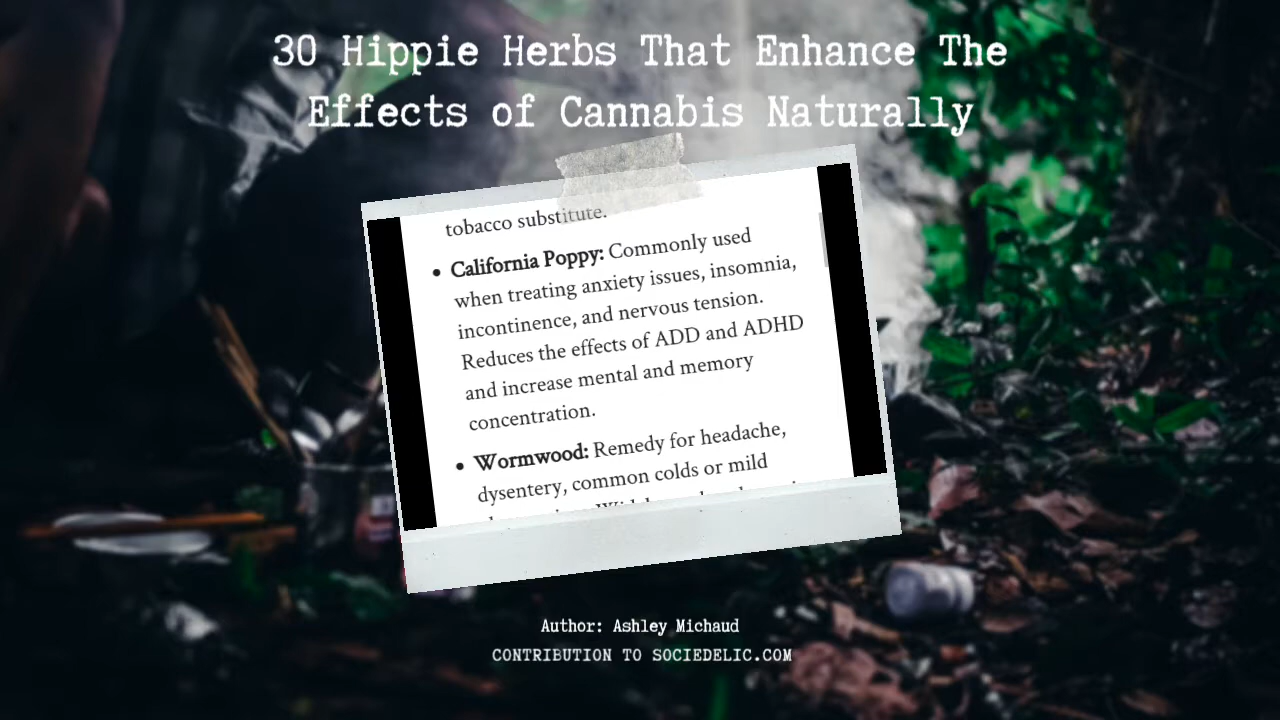 30 Hippie Herbs That Enhance The
Effects of Cannabis Naturally
tobacco substitute.
• California Poppy: Commonly used
when treating anxiety issues, insomnia,
incontinence, and nervous tension.
Reduces the effects of ADD and ADHD
and increase mental and memory
concentration.
• Wormwood: Remedy for headache,
dysentery, common colds or mild
Author: Ashley Michaud
CONTRIBUTION TO SOCIEDELIC.COM